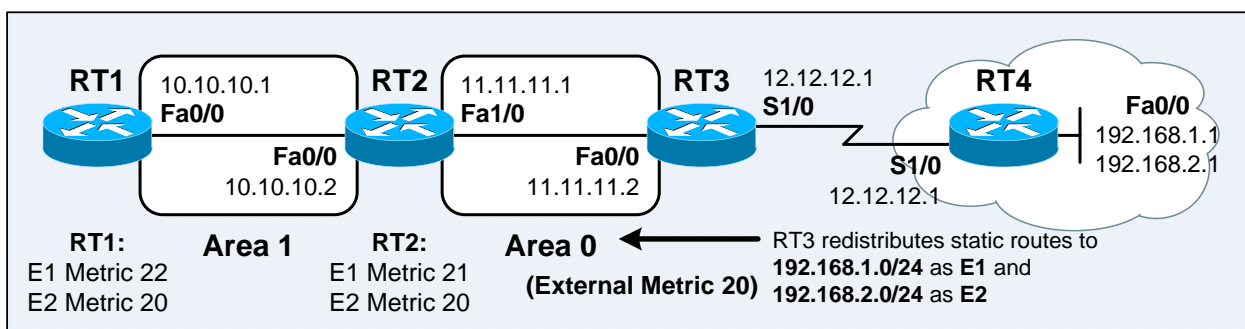 RT1
10.10.10.1
Fa0/0
Fa0/0
10.10.10.2
RT2
11.11.11.1
Fa1/0
Fa0/0
11.11.11.2
RT3
12.12.12.1
S1/0
S1/0
12.12.12.1
RT4
Fa0/0
192.168.1.1
192.168.2.1
RT1:
E1 Metric 22
E2 Metric 20
Area 1
RT2:
E1 Metric 21
E2 Metric 20
Area 0
(External Metric 20)
RT3 redistributes static routes to
192.168.1.0/24 as E1 and
192.168.2.0/24 as E2